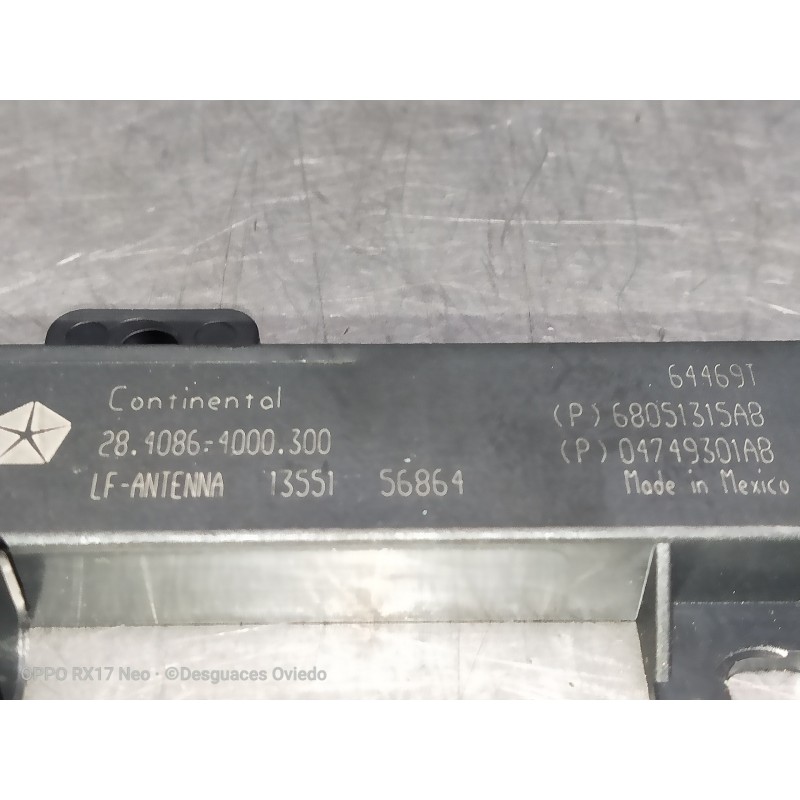 Continental
28.4086-4000.300
LF-ANTENNA 13551 56864
64469T
(P) 68051315AB
(P) 04749301AB
Made in Mexico
OPPO RX17 Neo · ©Desguaces Oviedo